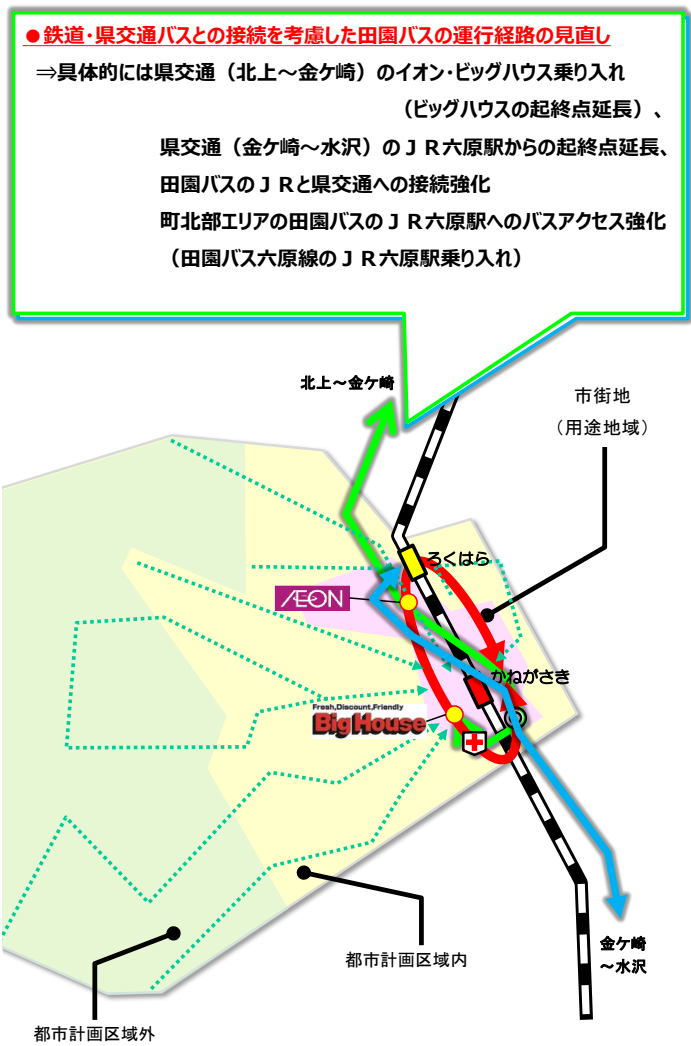 ●鉄道・県交通バスとの接続を考慮した田園バスの運行経路の見直し
⇒具体的には県交通（北上～金ケ崎）のイオン・ビッグハウス乗り入れ
（ビッグハウスの起終点延長）、
県交通（金ケ崎～水沢）のＪＲ六原駅からの起終点延長、
田園バスのＪＲと県交通への接続強化
町北部エリアの田園バスのＪＲ六原駅へのバスアクセス強化
（田園バス六原線のＪＲ六原駅乗り入れ）
北上～金ケ崎
市街地
（用途地域）
ろくはら
ÆON
かねがさき
Fresh,Discount,Friendly
Big House
金ケ崎
～水沢
都市計画区域内
都市計画区域外